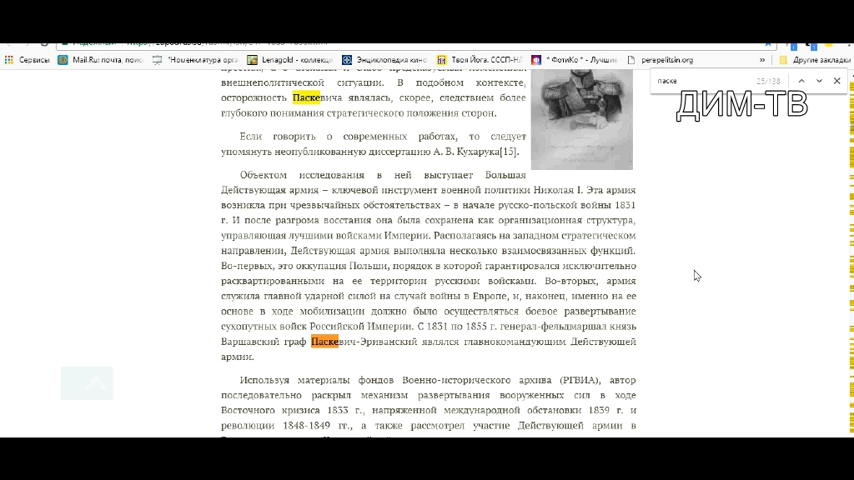 Сервисы
Mail.Ru: почта, поиск
"Номенклатура орга
Lenagold - коллекц
Энциклопедия кино
Твоя Йога. СССП-НЛ
* ФотиКо * - Лучшие
perepelitsin.org
»
Другие закладки
паске
25/138
ДИМ-ТВ
внешнеполитической ситуации. В подобном контексте,
осторожность Паскевича являлась, скорее, следствием более
глубокого понимания стратегического положения сторон.
Если говорить о современных работах, то следует
упомянуть неопубликованную диссертацию А. В. Кухарука[15].
Объектом исследования в ней выступает Большая
Действующая армия – ключевой инструмент военной политики Николая I. Эта армия
возникла при чрезвычайных обстоятельствах – в начале русско-польской войны 1831
г. И после разгрома восстания она была сохранена как организационная структура,
управляющая лучшими войсками Империи. Располагаясь на западном стратегическом
направлении, Действующая армия выполняла несколько взаимосвязанных функций.
Во-первых, это оккупация Польши, порядок в которой гарантировался исключительно
расквартированными на ее территории русскими войсками. Во-вторых, армия
служила главной ударной силой на случай войны в Европе, и, наконец, именно на ее
основе в ходе мобилизации должно было осуществляться боевое развертывание
сухопутных войск Российской Империи. С 1831 по 1855 г. генерал-фельдмаршал князь
Варшавский граф Паскевич-Эриванский являлся главнокомандующим Действующей
армии.
Используя материалы фондов Военно-исторического архива (РГВИА), автор
последовательно раскрыл механизм развертывания вооруженных сил в ходе
Восточного кризиса 1833 г., напряженной международной обстановки 1839 г. и
революции 1848-1849 гг., а также рассмотрел участие Действующей армии в